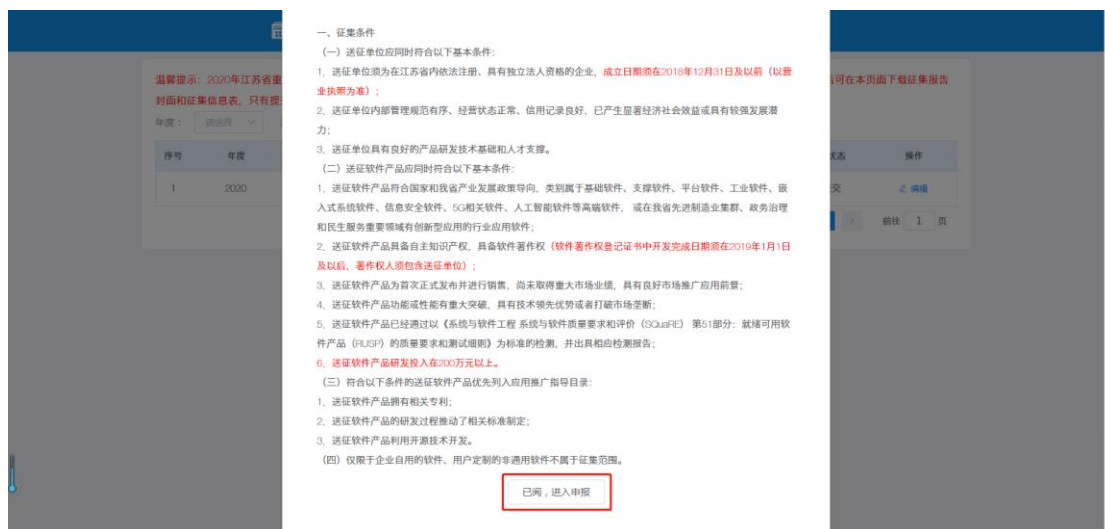 一、征集条件
（一）送征单位应同时符合以下基本条件：
1、送征单位须为在江苏省内依法注册、具有独立法人资格的企业，成立日期须在2018年12月31日及以前（以营
业执照为准）；
2、送征单位内部管理规范有序、经营状态正常、信用记录良好，已产生显著经济社会效益或具有较强发展潜
力；
3、送征单位具有良好的产品研发技术基础和人才支撑。
（二）送征软件产品应同时符合以下基本条件：
1、送征软件产品符合国家和我省产业发展政策导向，类别属于基础软件、支撑软件、平台软件、工业软件、嵌
入式系统软件、信息安全软件、5G相关软件、人工智能软件等高端软件， 或在我省先进制造业集群、政务治理
和民生服务重要领域有创新型应用的行业应用软件；
2、送征软件产品具备自主知识产权，具备软件著作权（软件著作权登记证书中开发完成日期须在2019年1月1日
及以后，著作权人须包含送征单位）；
3、送征软件产品为首次正式发布并进行销售，尚未取得重大市场业绩，具有良好市场推广应用前景；
4、送征软件产品功能或性能有重大突破，具有技术领先优势或者打破市场垄断；
5、送征软件产品已经通过以《系统与软件工程 系统与软件质量要求和评价（SQuaRE） 第51部分：就绪可用软
件产品（RUSP）的质量要求和测试细则》为标准的检测，并出具相应检测报告；
6、送征软件产品研发投入在200万元以上。
（三）符合以下条件的送征软件产品优先列入应用推广指导目录：
1、送征软件产品拥有相关专利；
2、送征软件产品的研发过程推动了相关标准制定；
3、送征软件产品利用开源技术开发。
（四）仅限于企业自用的软件、用户定制的非通用软件不属于征集范围。
已阅，进入申报
温馨提示：2020年江苏省重
后可在本页面下载征集报告
封面和征集信息表，只有提
年度： 请选择
序号 年度 状态 操作
1 2020 交 编辑
前往 1 页